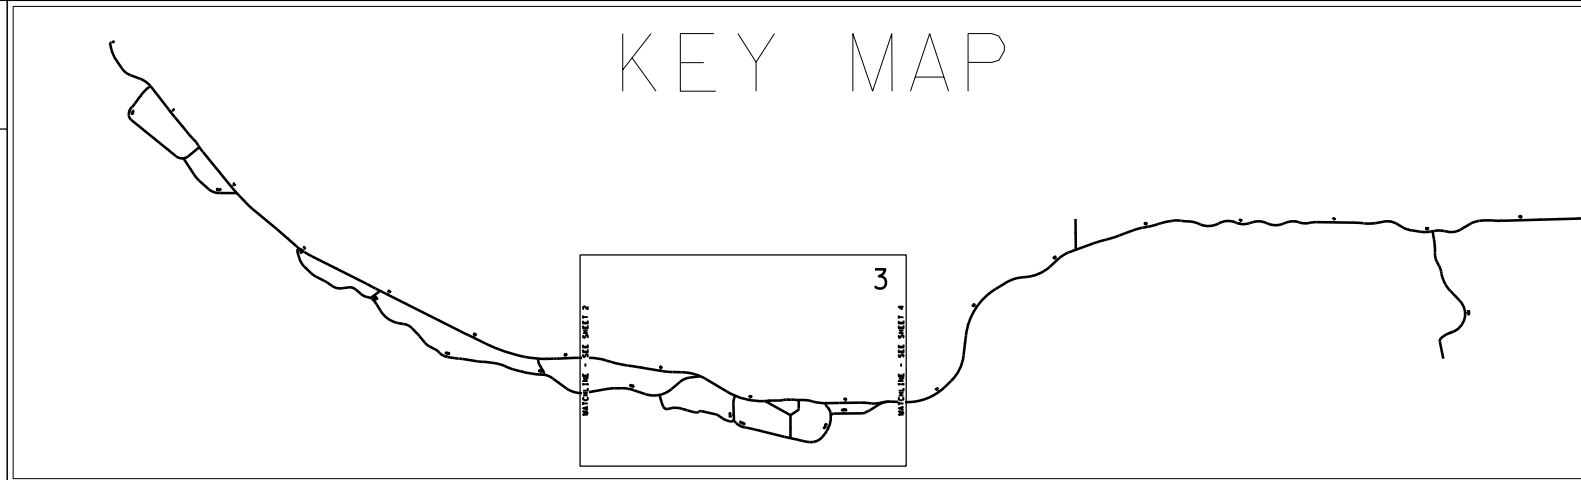 KEY MAP
3
MATCHLINE - SEE SHEET 2
MATCHLINE - SEE SHEET 4